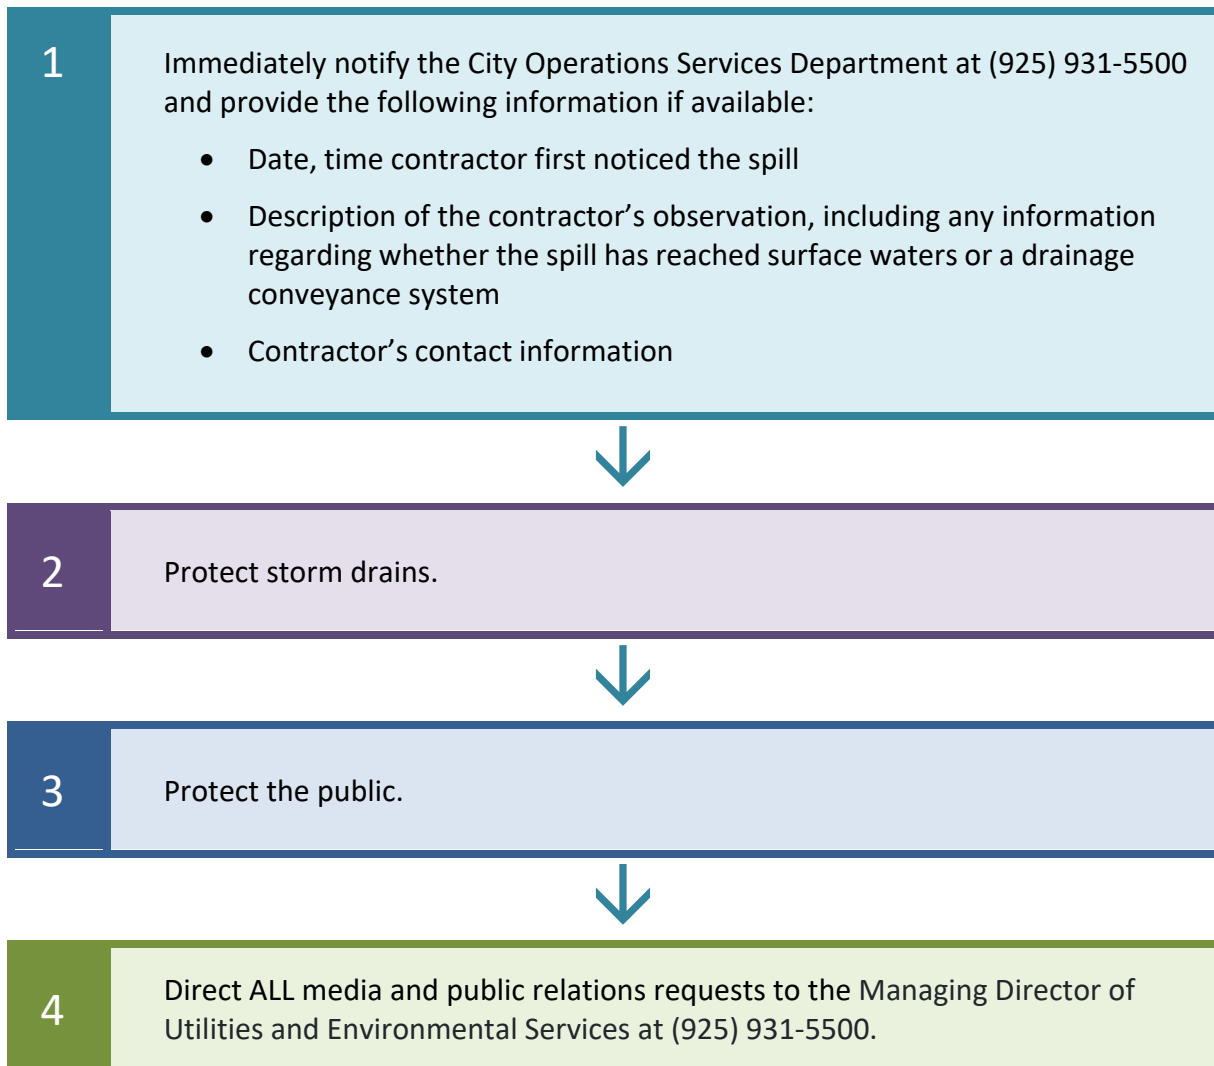 1
Immediately notify the City Operations Services Department at (925) 931-5500
and provide the following information if available:
• Date, time contractor first noticed the spill
• Description of the contractor’s observation, including any information
regarding whether the spill has reached surface waters or a drainage
conveyance system
• Contractor’s contact information
2
Protect storm drains.
3
Protect the public.
4
Direct ALL media and public relations requests to the Managing Director of
Utilities and Environmental Services at (925) 931-5500.